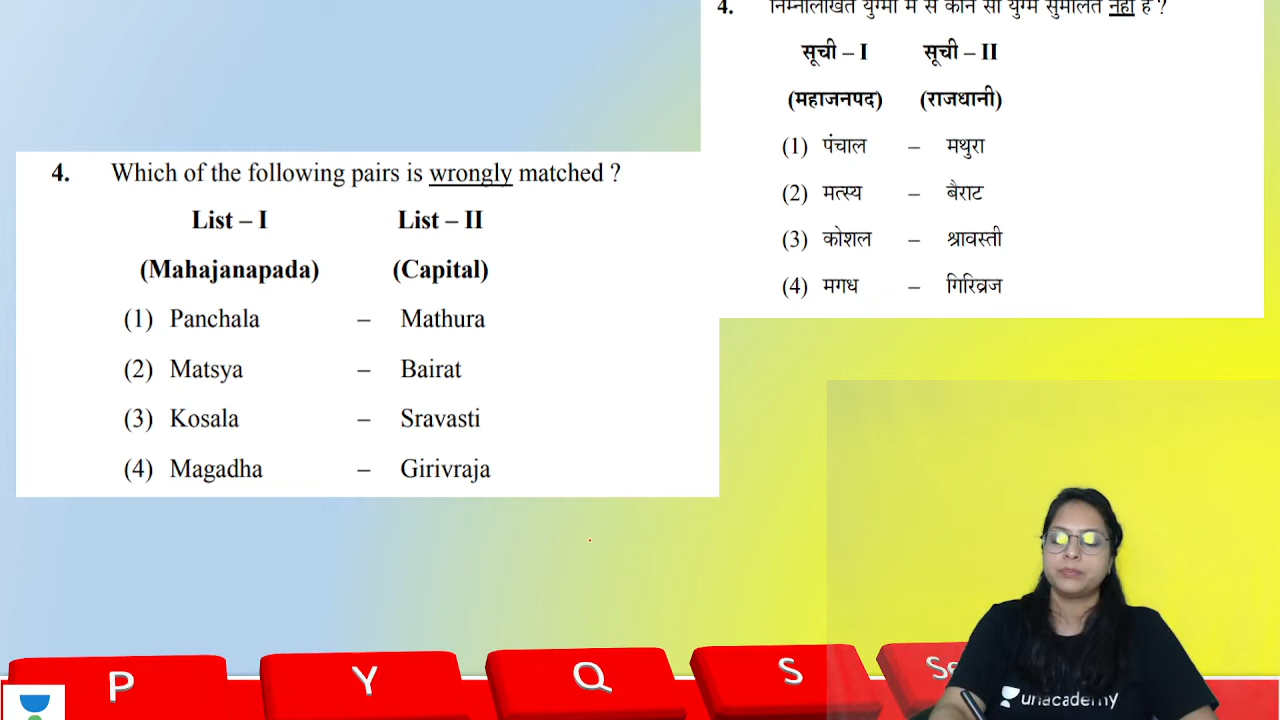 4. Which of the following pairs is wrongly matched ?
List – I List – II
(Mahajanapada) (Capital)
(1) Panchala – Mathura
(2) Matsya – Bairat
(3) Kosala – Sravasti
(4) Magadha – Girivraja
4. निम्नलिखित युग्मों में से कौन सा युग्म सुमेलित नहीं है ?
सूची – I सूची – II
(महाजनपद) (राजधानी)
(1) पंचाल – मथुरा
(2) मत्स्य – बैराट
(3) कोशल – श्रावस्ती
(4) मगध – गिरिव्रज
P Y Q S
unacademy